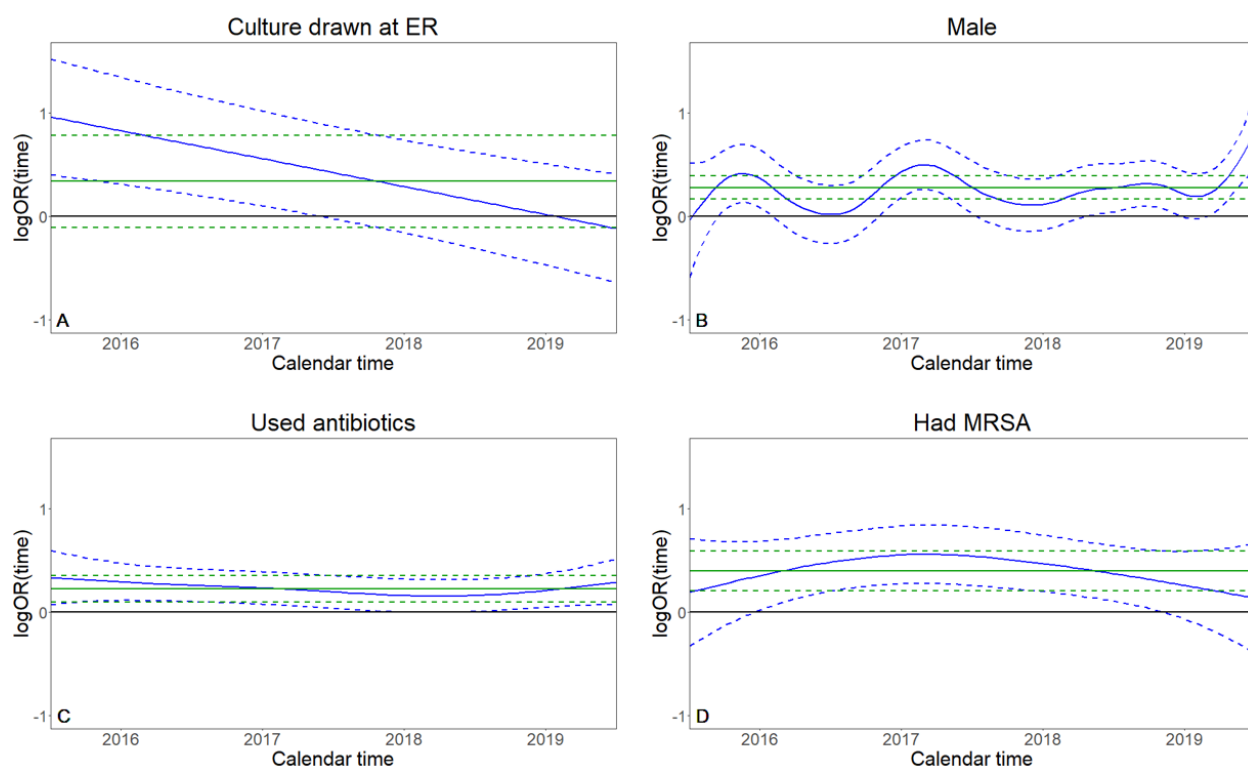 Culture drawn at ER
logOR(time)
1
0
-1
A
2016 2017 2018 2019
Calendar time
Male
logOR(time)
1
0
-1
B
2016 2017 2018 2019
Calendar time
Used antibiotics
logOR(time)
1
0
-1
C
2016 2017 2018 2019
Calendar time
Had MRSA
logOR(time)
1
0
-1
D
2016 2017 2018 2019
Calendar time